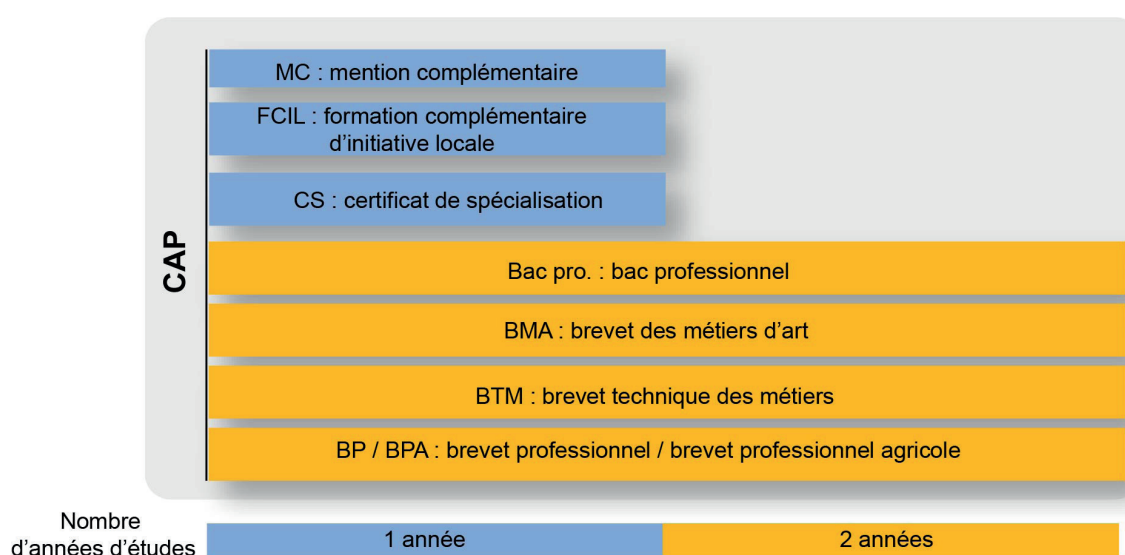 MC : mention complémentaire
FCIL : formation complémentaire
d’initiative locale
CS : certificat de spécialisation
CAP
Bac pro. : bac professionnel
BMA : brevet des métiers d’art
BTM : brevet technique des métiers
BP / BPA : brevet professionnel / brevet professionnel agricole
Nombre
d’années d’études
1 année
2 années